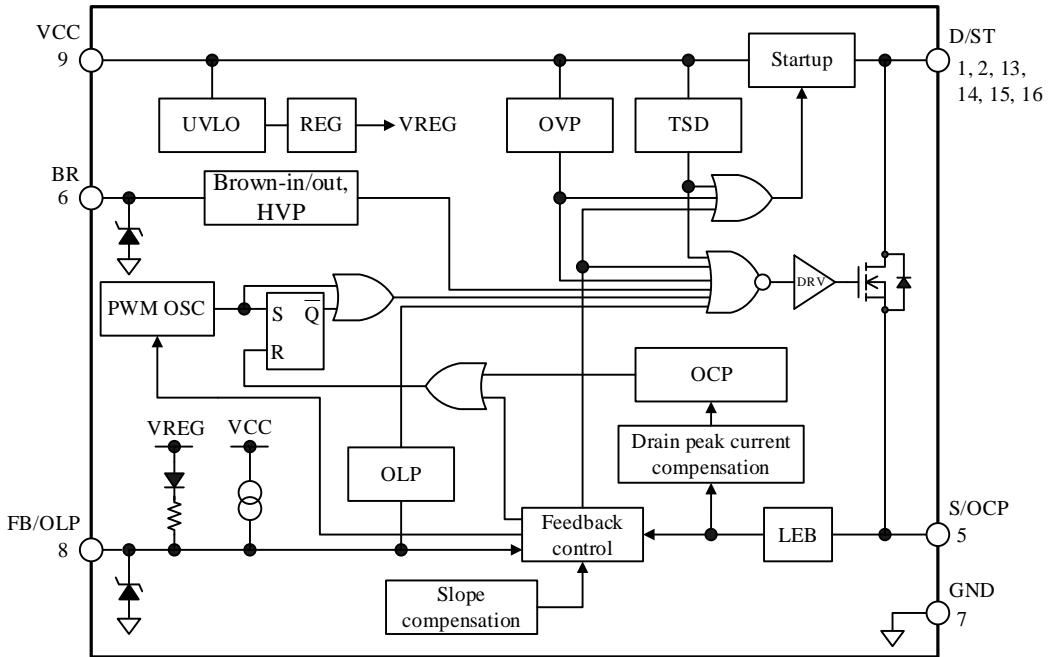 VCC
9
D/ST
1, 2, 13,
14, 15, 16
Startup
UVLO
REG
VREG
OVP
TSD
BR
6
Brown-in/out,
HVP
PWM OSC
S
Q
R
DRV
OCP
VREG
VCC
OLP
Drain peak current
compensation
FB/OLP
8
Feedback
control
LEB
S/OCP
5
Slope
compensation
GND
7